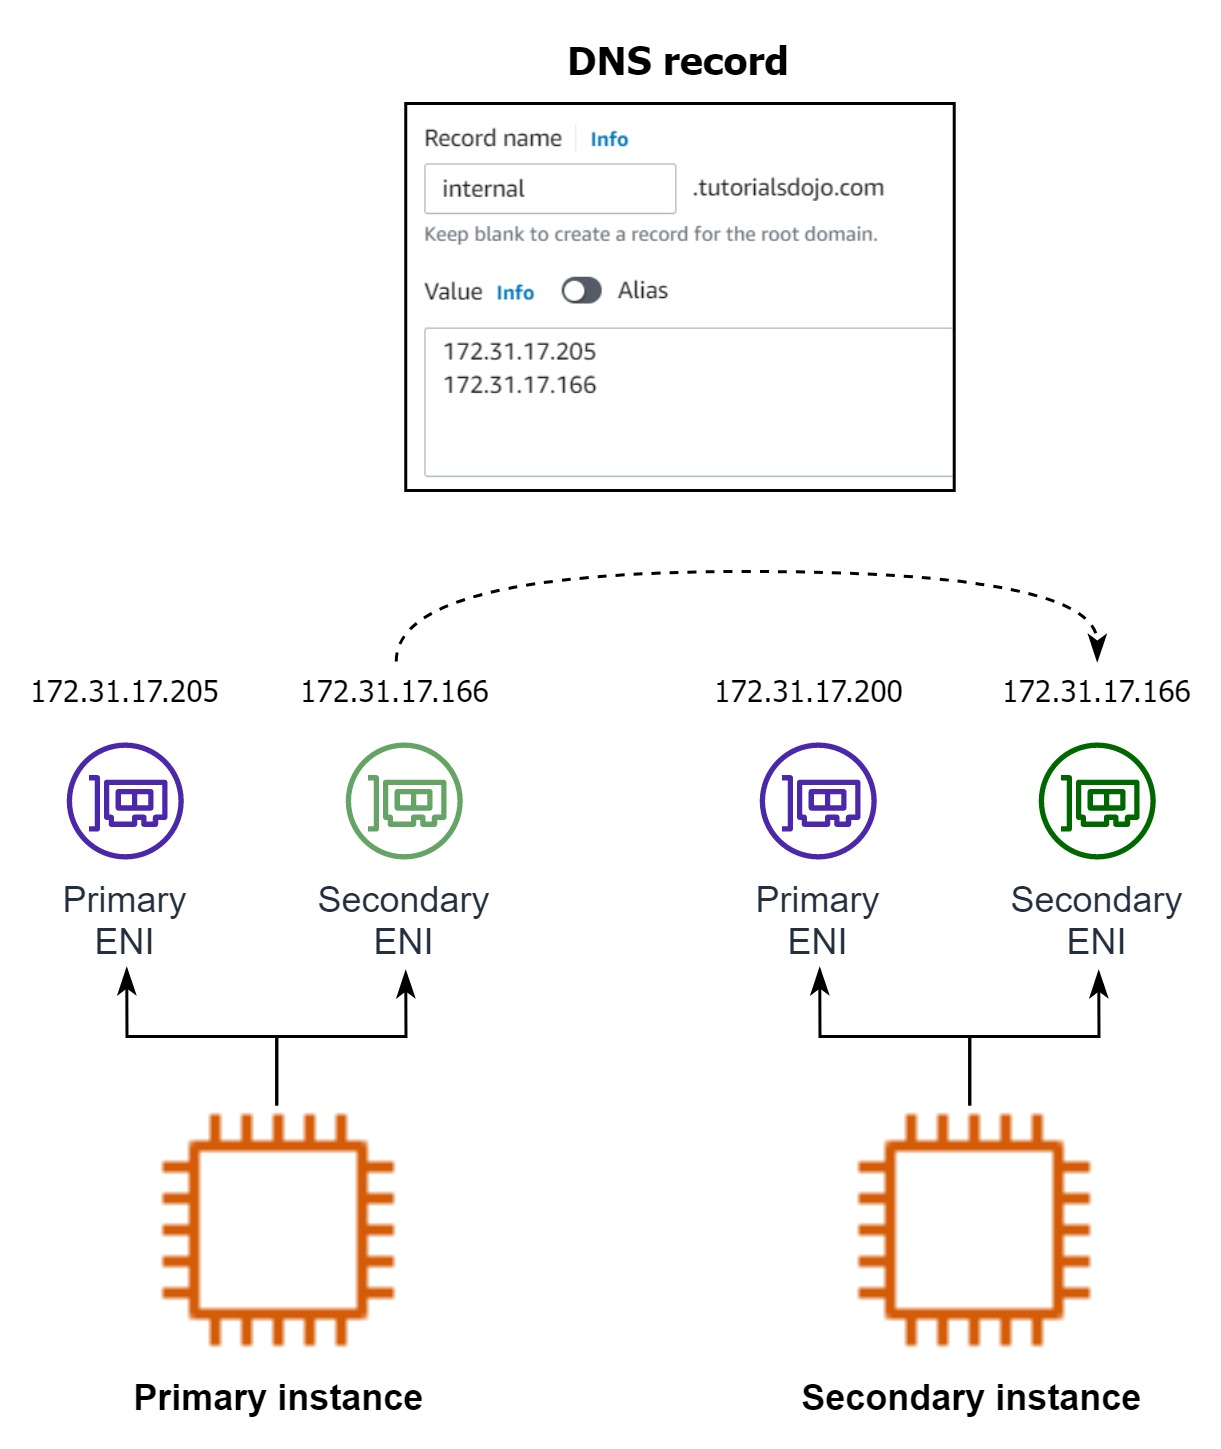 DNS record
Record name Info
internal .tutorialsdojo.com
Keep blank to create a record for the root domain.
Value Info Alias
172.31.17.205
172.31.17.166
172.31.17.205 172.31.17.166 172.31.17.200 172.31.17.166
Primary Secondary Primary Secondary
ENI ENI ENI ENI
Primary instance Secondary instance